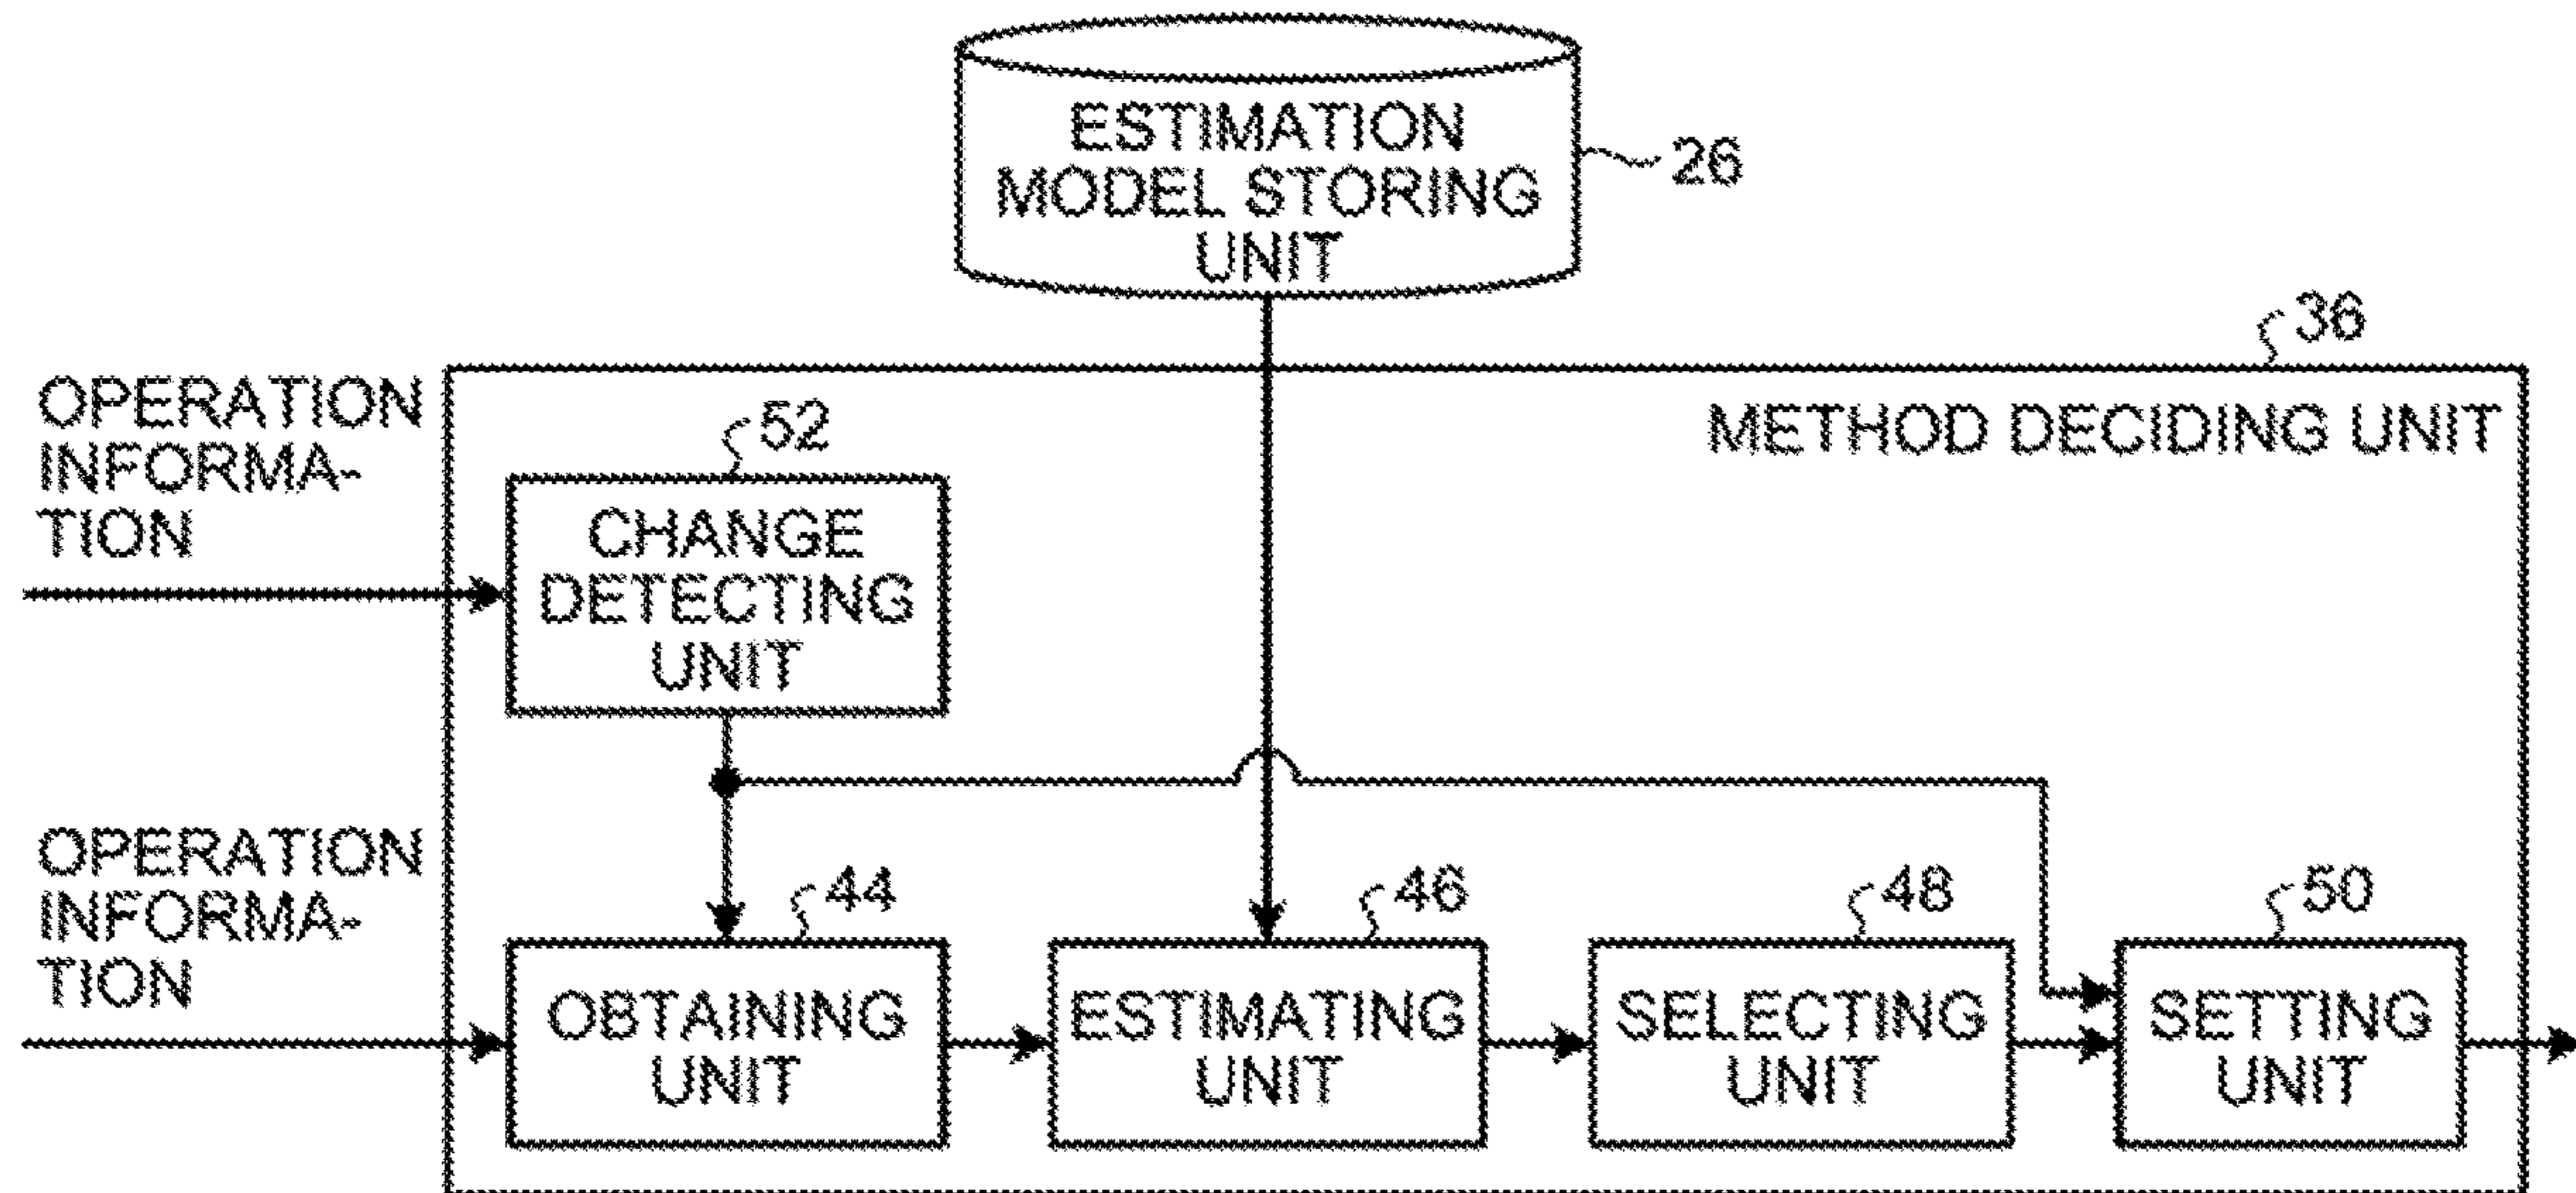 ESTIMATION
MODEL STORING
UNIT
26
36
METHOD DECIDING UNIT
OPERATION
INFORMA-
TION
52
CHANGE
DETECTING
UNIT
OPERATION
INFORMA-
TION
44
OBTAINING
UNIT
46
ESTIMATING
UNIT
48
SELECTING
UNIT
50
SETTING
UNIT